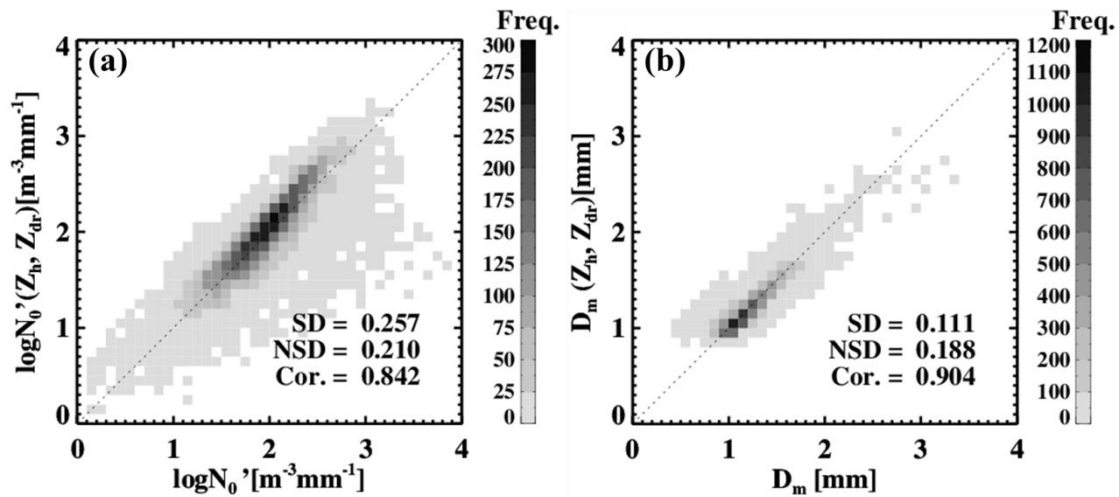 Freq.
(a)
4
3
2
1
0
logN₀'(Zₕ, Z_dr)[m⁻³mm⁻¹]
SD = 0.257
NSD = 0.210
Cor. = 0.842
0 1 2 3 4
logN₀'[m⁻³mm⁻¹]
300
275
250
225
200
175
150
125
100
75
50
25
0
Freq.
(b)
4
3
2
1
0
Dₘ (Zₕ, Z_dr)[mm]
SD = 0.111
NSD = 0.188
Cor. = 0.904
0 1 2 3 4
Dₘ [mm]
1200
1100
1000
900
800
700
600
500
400
300
200
100
0